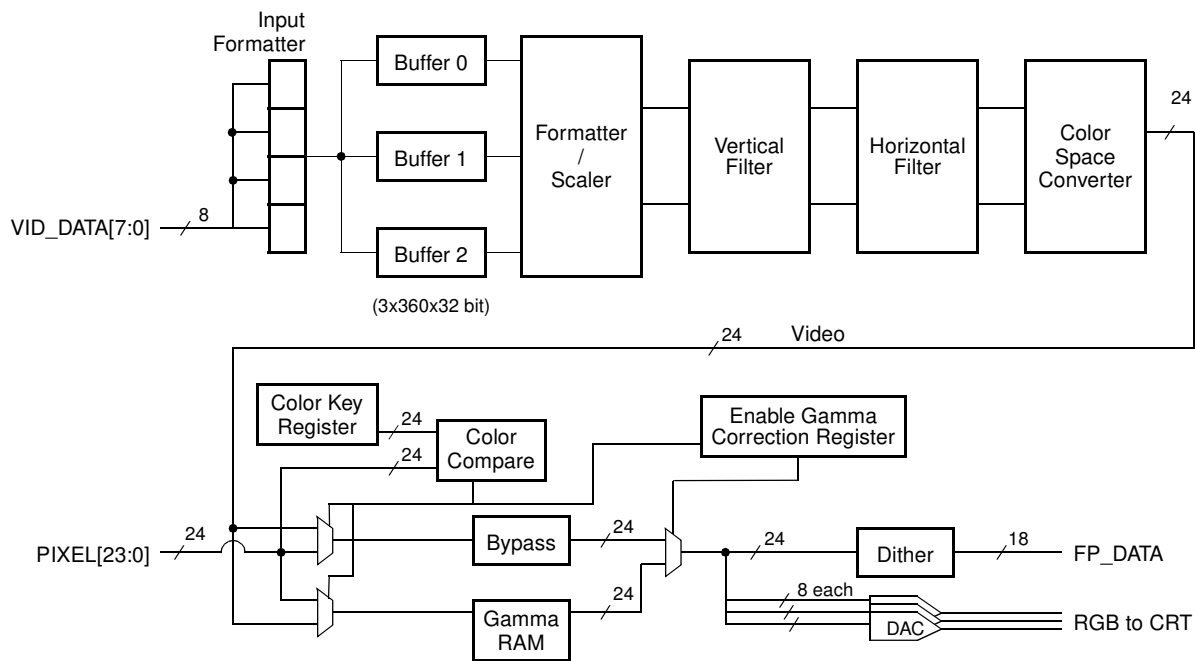 Input
Formatter
Buffer 0
Buffer 1
Buffer 2
(3x360x32 bit)
Formatter
/
Scaler
Vertical
Filter
Horizontal
Filter
Color
Space
Converter
24
VID_DATA[7:0]
8
24
Video
Color Key
Register
24
Color
Compare
24
Enable Gamma
Correction Register
PIXEL[23:0]
24
Bypass
24
24
Dither
18
FP_DATA
Gamma
RAM
24
8 each
DAC
RGB to CRT